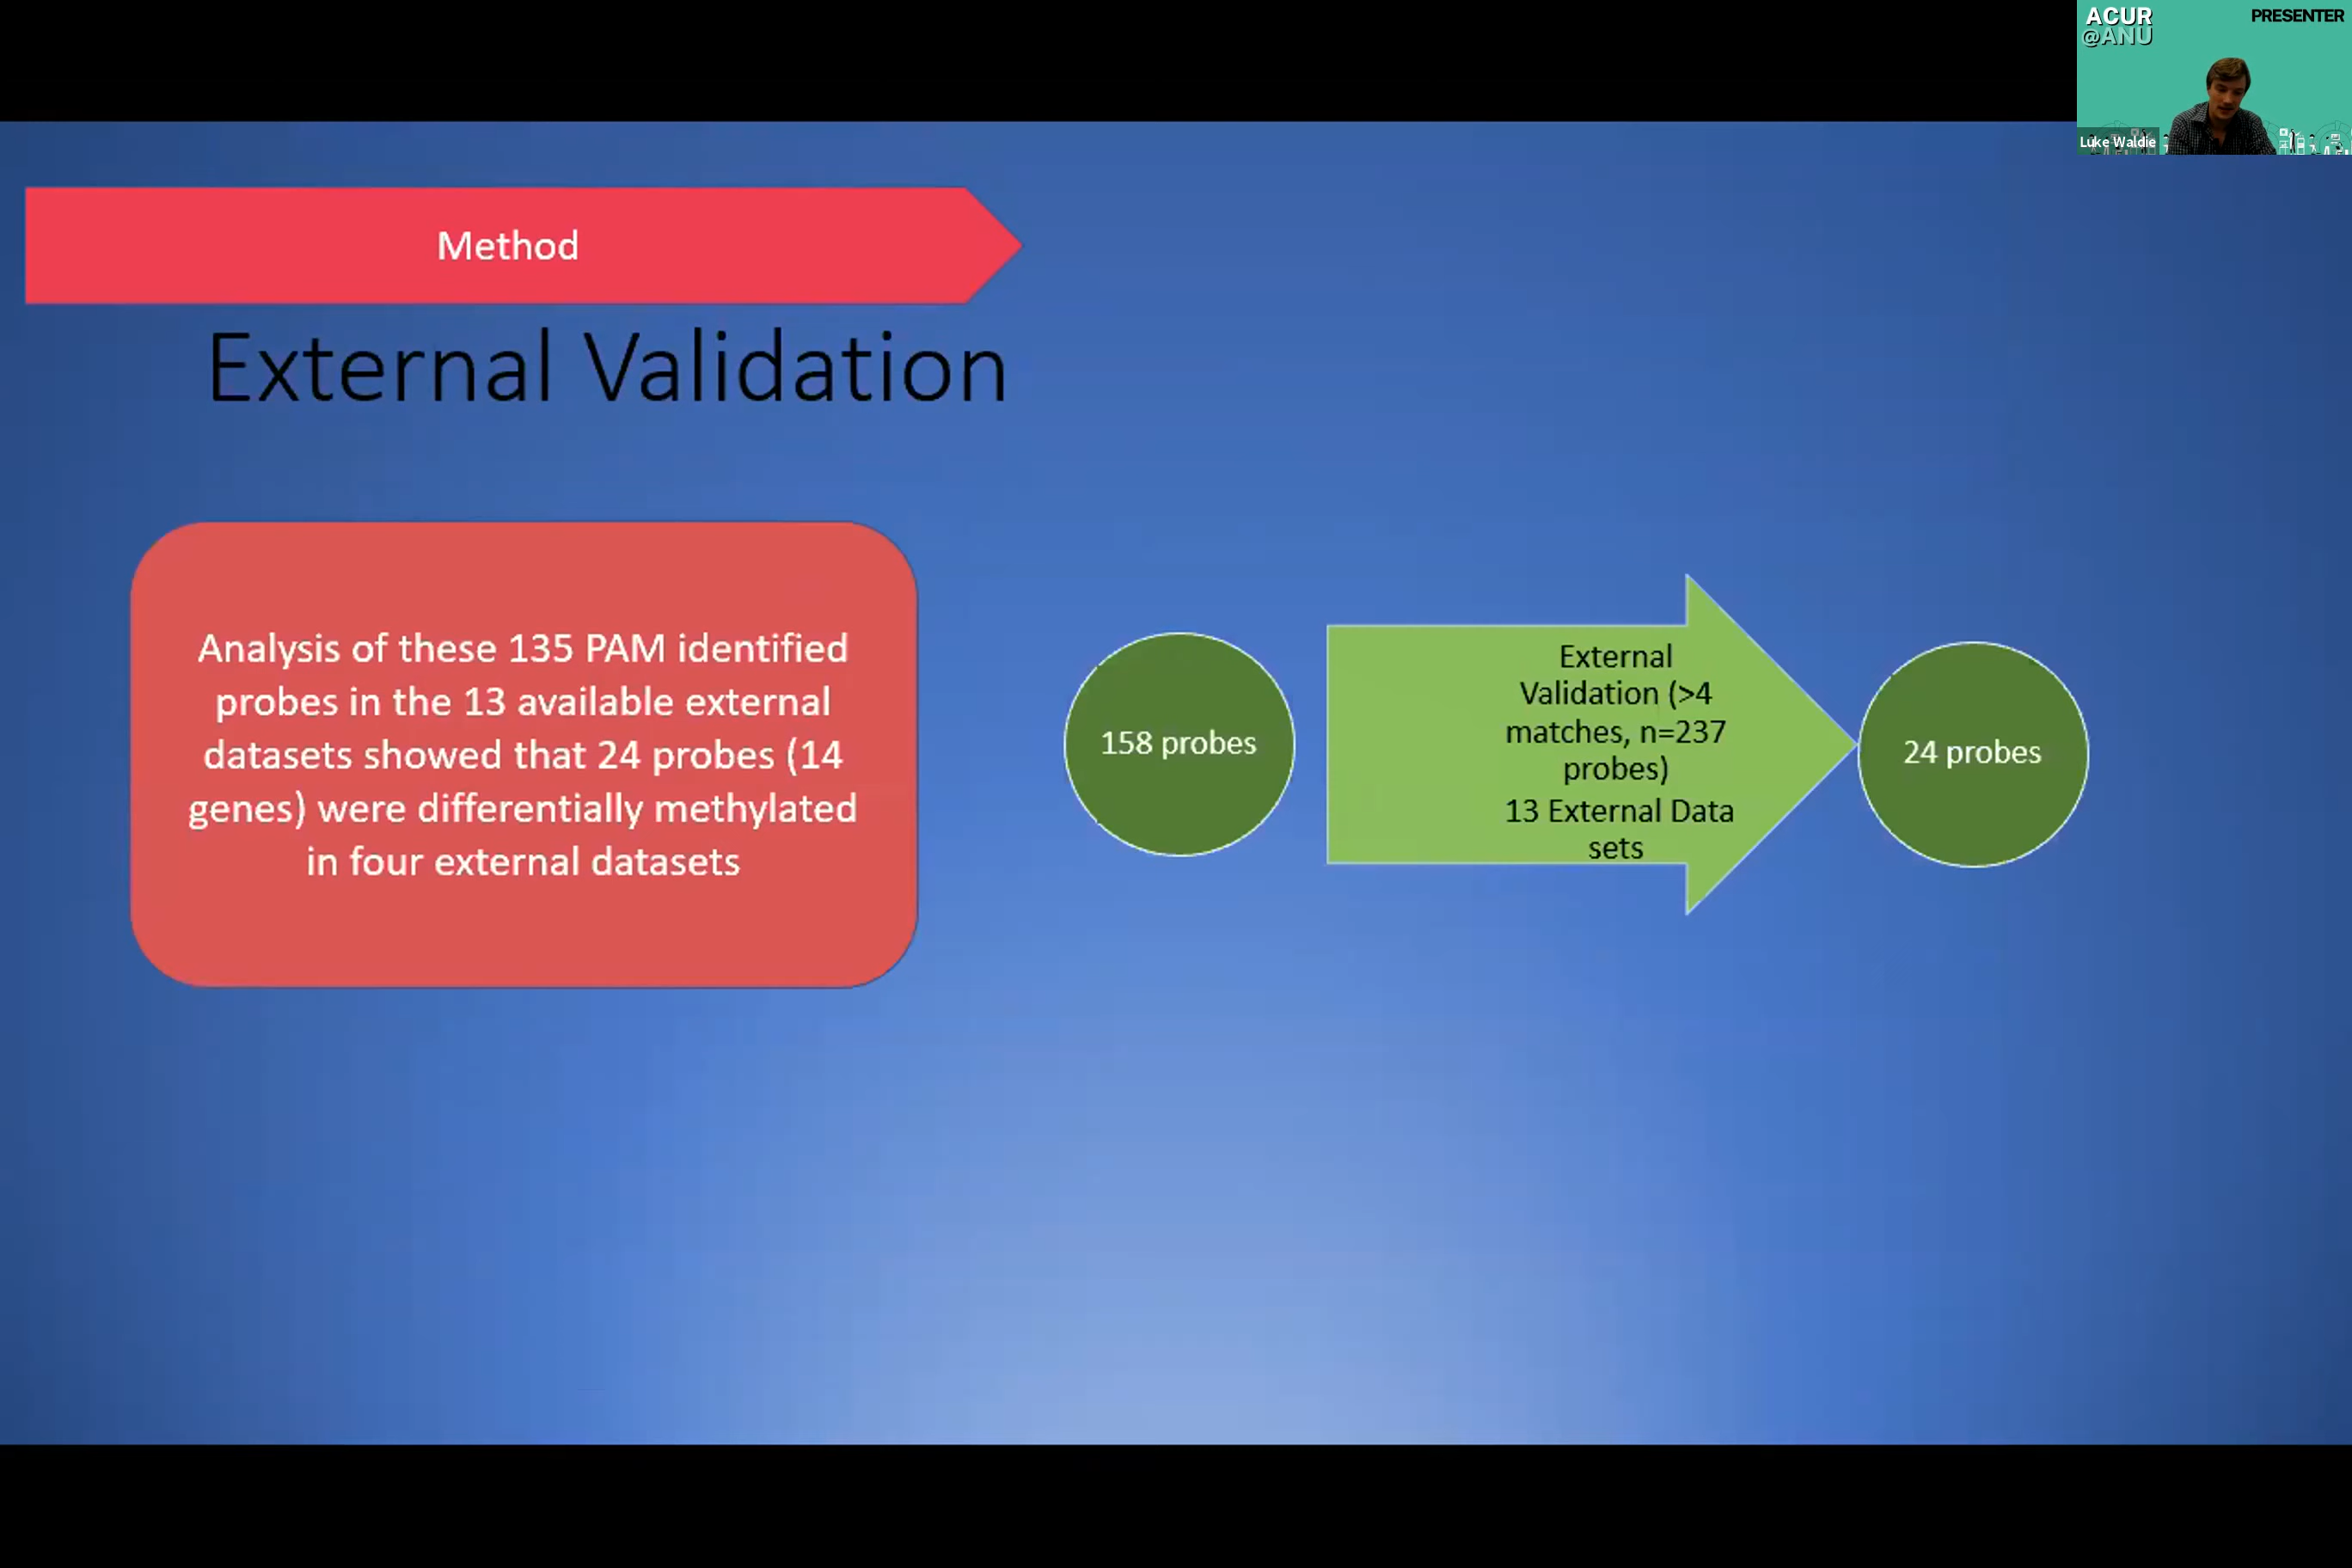 ACUR
@ANU
PRESENTER
Luke Waldie
Method
External Validation
Analysis of these 135 PAM identified
probes in the 13 available external
datasets showed that 24 probes (14
genes) were differentially methylated
in four external datasets
158 probes
External
Validation (>4
matches, n=237
probes)
13 External Data
sets
24 probes